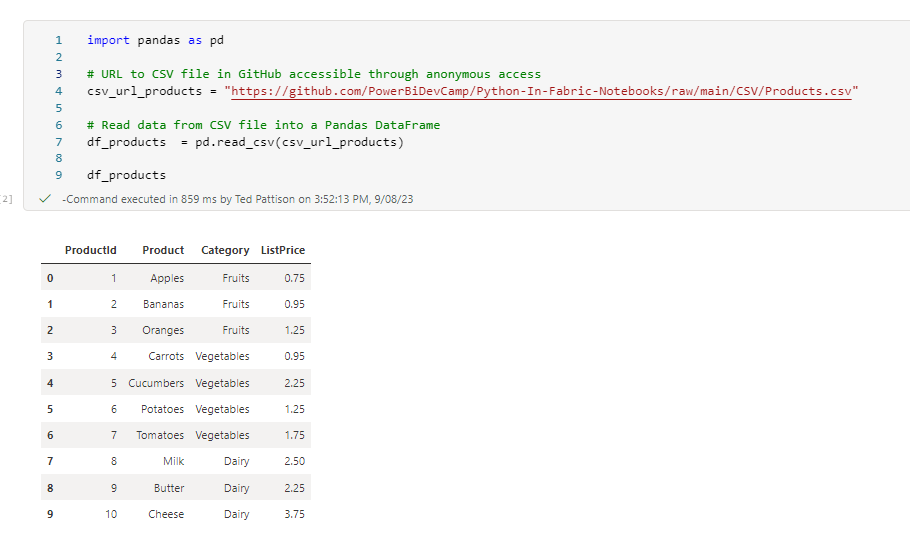 1 import pandas as pd
2
3 # URL to CSV file in GitHub accessible through anonymous access
4 csv_url_products = "https://github.com/PowerBiDevCamp/Python-In-Fabric-Notebooks/raw/main/CSV/Products.csv"
5
6 # Read data from CSV file into a Pandas DataFrame
7 df_products  = pd.read_csv(csv_url_products)
8
9 df_products
2] -Command executed in 859 ms by Ted Pattison on 3:52:13 PM, 9/08/23
ProductId Product Category ListPrice
0 1 Apples Fruits 0.75
1 2 Bananas Fruits 0.95
2 3 Oranges Fruits 1.25
3 4 Carrots Vegetables 0.95
4 5 Cucumbers Vegetables 2.25
5 6 Potatoes Vegetables 1.25
6 7 Tomatoes Vegetables 1.75
7 8 Milk Dairy 2.50
8 9 Butter Dairy 2.25
9 10 Cheese Dairy 3.75